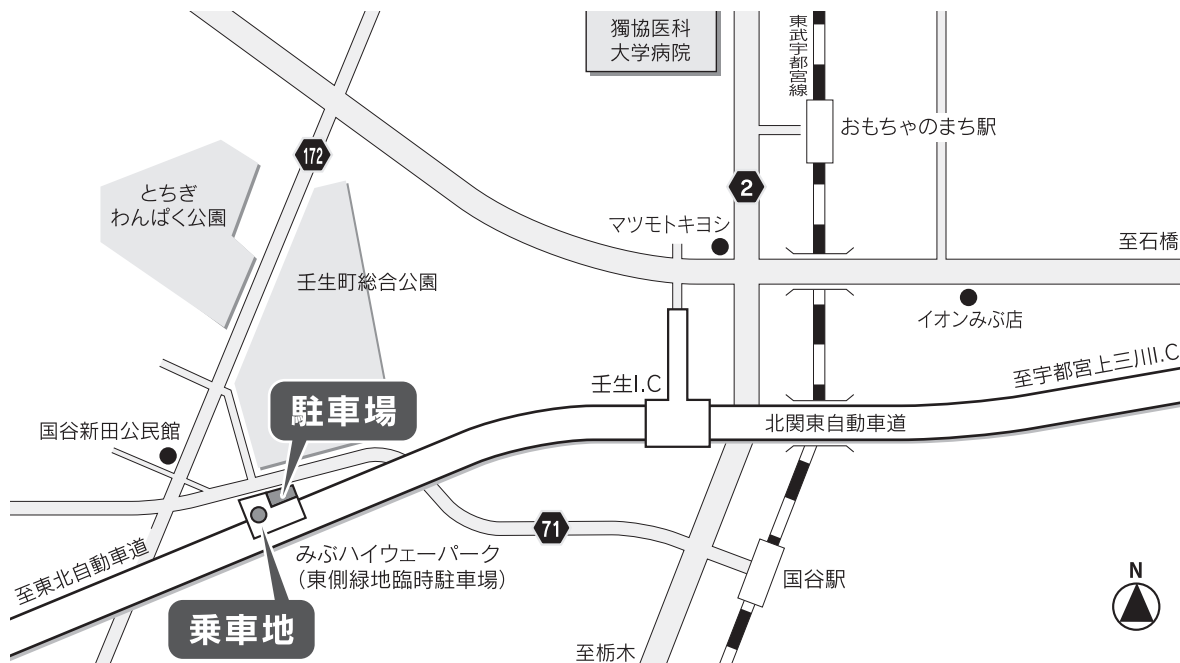 獨協医科
大学病院
東武宇都宮線
おもちゃのまち駅
172
2
とちぎ
わんぱく公園
マツモトキヨシ
至石橋
壬生町総合公園
イオンみぶ店
至宇都宮上三川I.C
壬生I.C
駐車場
北関東自動車道
国谷新田公民館
71
みぶハイウェーパーク
(東側緑地臨時駐車場)
至東北自動車道
国谷駅
N
乗車地
至栃木